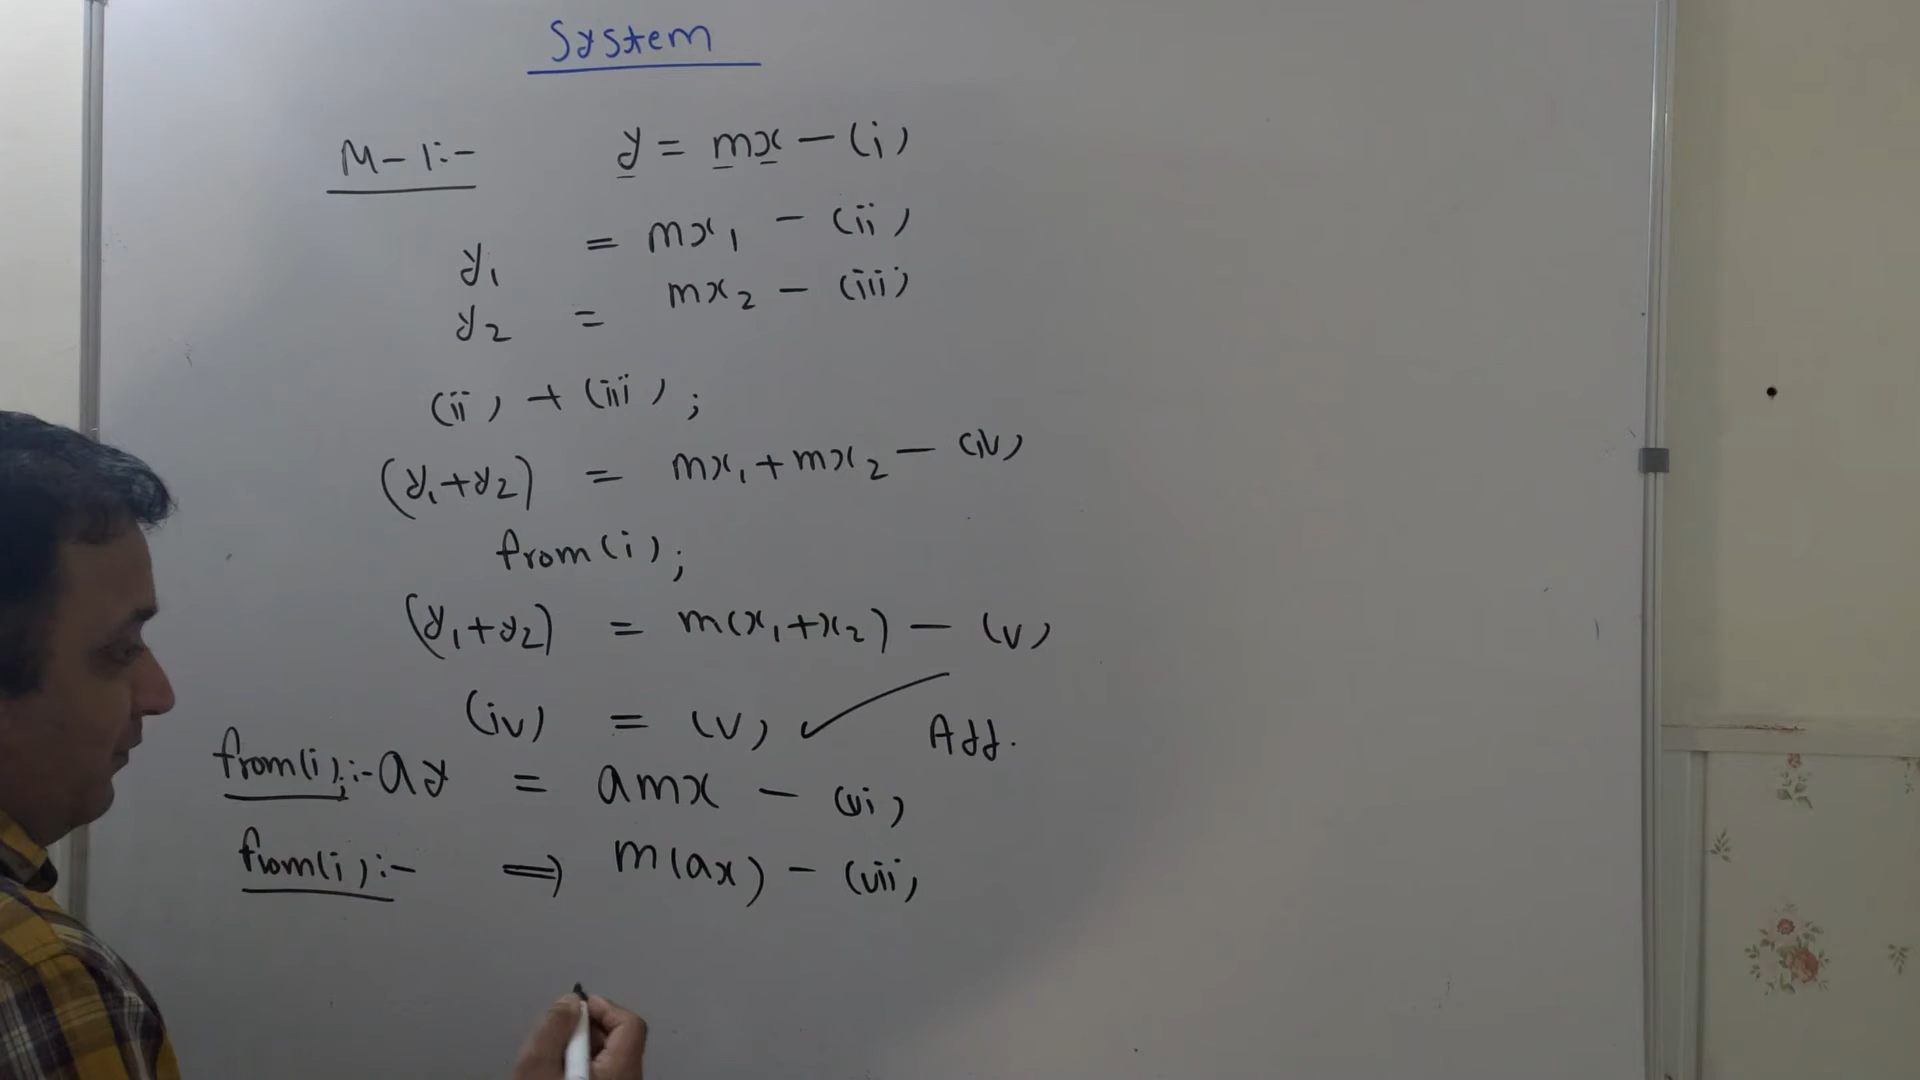 System
M-1:- y = mx - (i)
y₁ = mx₁ - (ii)
y₂ = mx₂ - (iii)
(ii) + (iii);
(y₁+y₂) = mx₁+mx₂ - (iv)
from(i);
(y₁+y₂) = m(x₁+x₂) - (v)
(iv) = (v) ✓ Add.
from(i);:- ay = amx - (vi)
from(i):- ⇒ m(ax) - (vii)